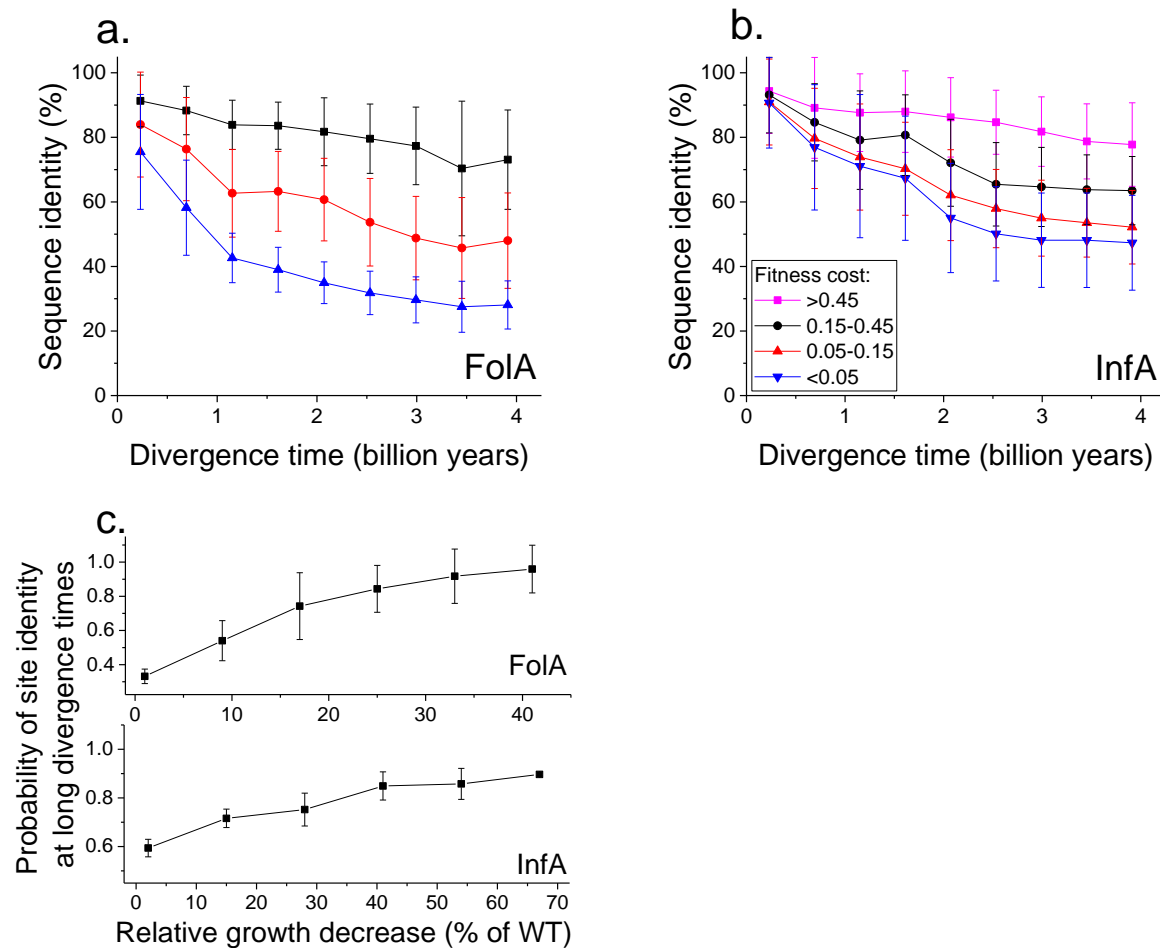 a.
Sequence identity (%)
100
80
60
40
20
0
FolA
0 1 2 3 4
Divergence time (billion years)
b.
Sequence identity (%)
100
80
60
40
20
0
Fitness cost:
>0.45
0.15-0.45
0.05-0.15
<0.05
InfA
0 1 2 3 4
Divergence time (billion years)
c.
Probability of site identity
at long divergence times
1.0
0.8
0.6
0.4
FolA
0 10 20 30 40
1.0
0.8
0.6
InfA
0 10 20 30 40 50 60 70
Relative growth decrease (% of WT)